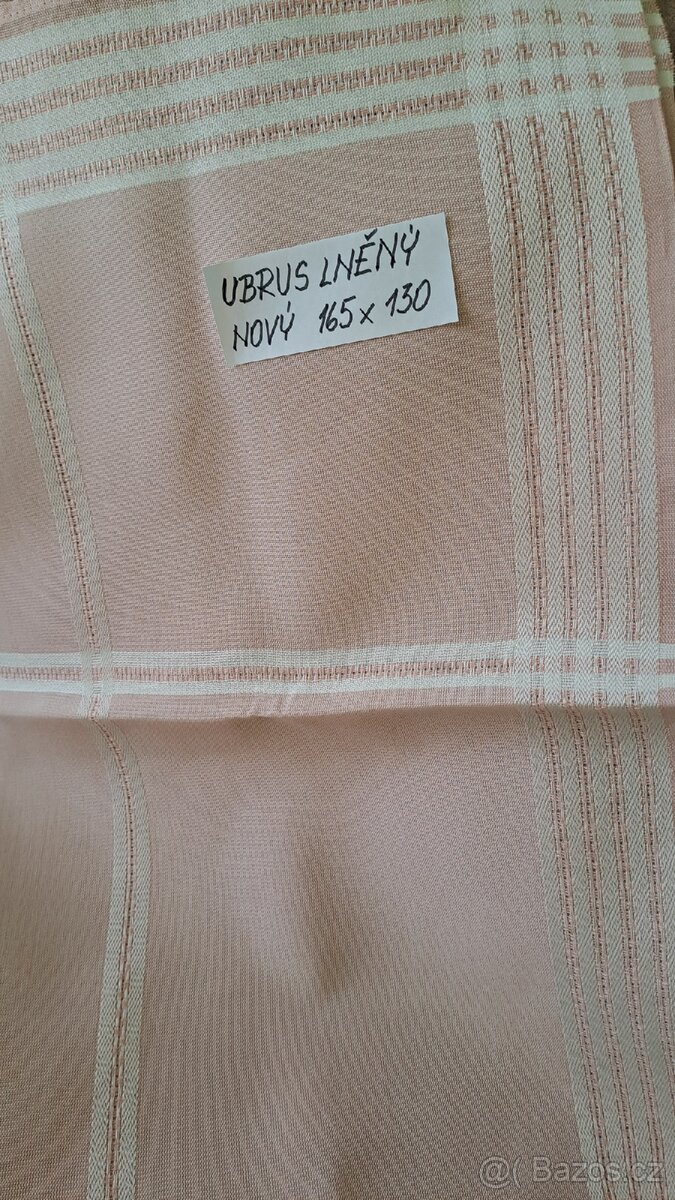 UBRUS LNĚNÝ
NOVÝ 165 x 130
@( Bazos.cz